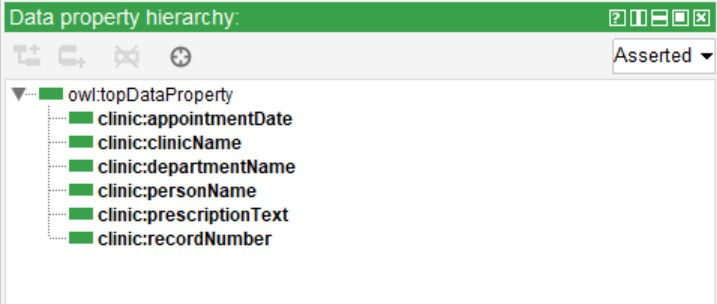 Data property hierarchy:
Asserted
owl:topDataProperty
clinic:appointmentDate
clinic:clinicName
clinic:departmentName
clinic:personName
clinic:prescriptionText
clinic:recordNumber